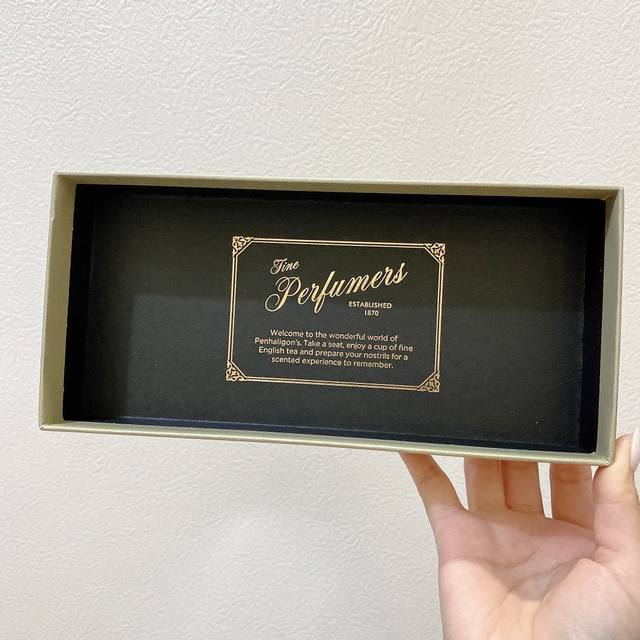 Fine
Perfumers
ESTABLISHED
1870
Welcome to the wonderful world of
Penhaligon's. Take a seat, enjoy a cup of fine
English tea and prepare your nostrils for a
scented experience to remember.